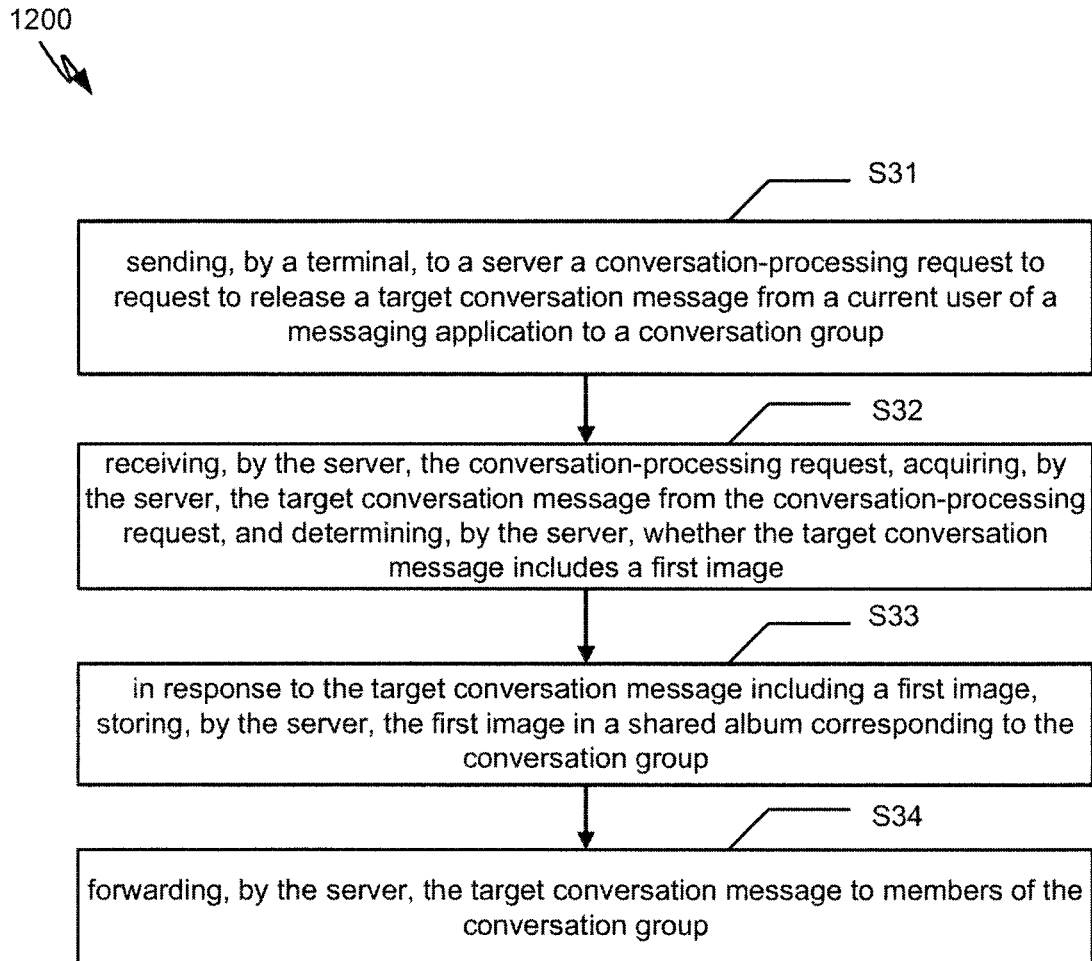 1200
S31
sending, by a terminal, to a server a conversation-processing request to
request to release a target conversation message from a current user of a
messaging application to a conversation group
S32
receiving, by the server, the conversation-processing request, acquiring, by
the server, the target conversation message from the conversation-processing
request, and determining, by the server, whether the target conversation
message includes a first image
S33
in response to the target conversation message including a first image,
storing, by the server, the first image in a shared album corresponding to the
conversation group
S34
forwarding, by the server, the target conversation message to members of the
conversation group